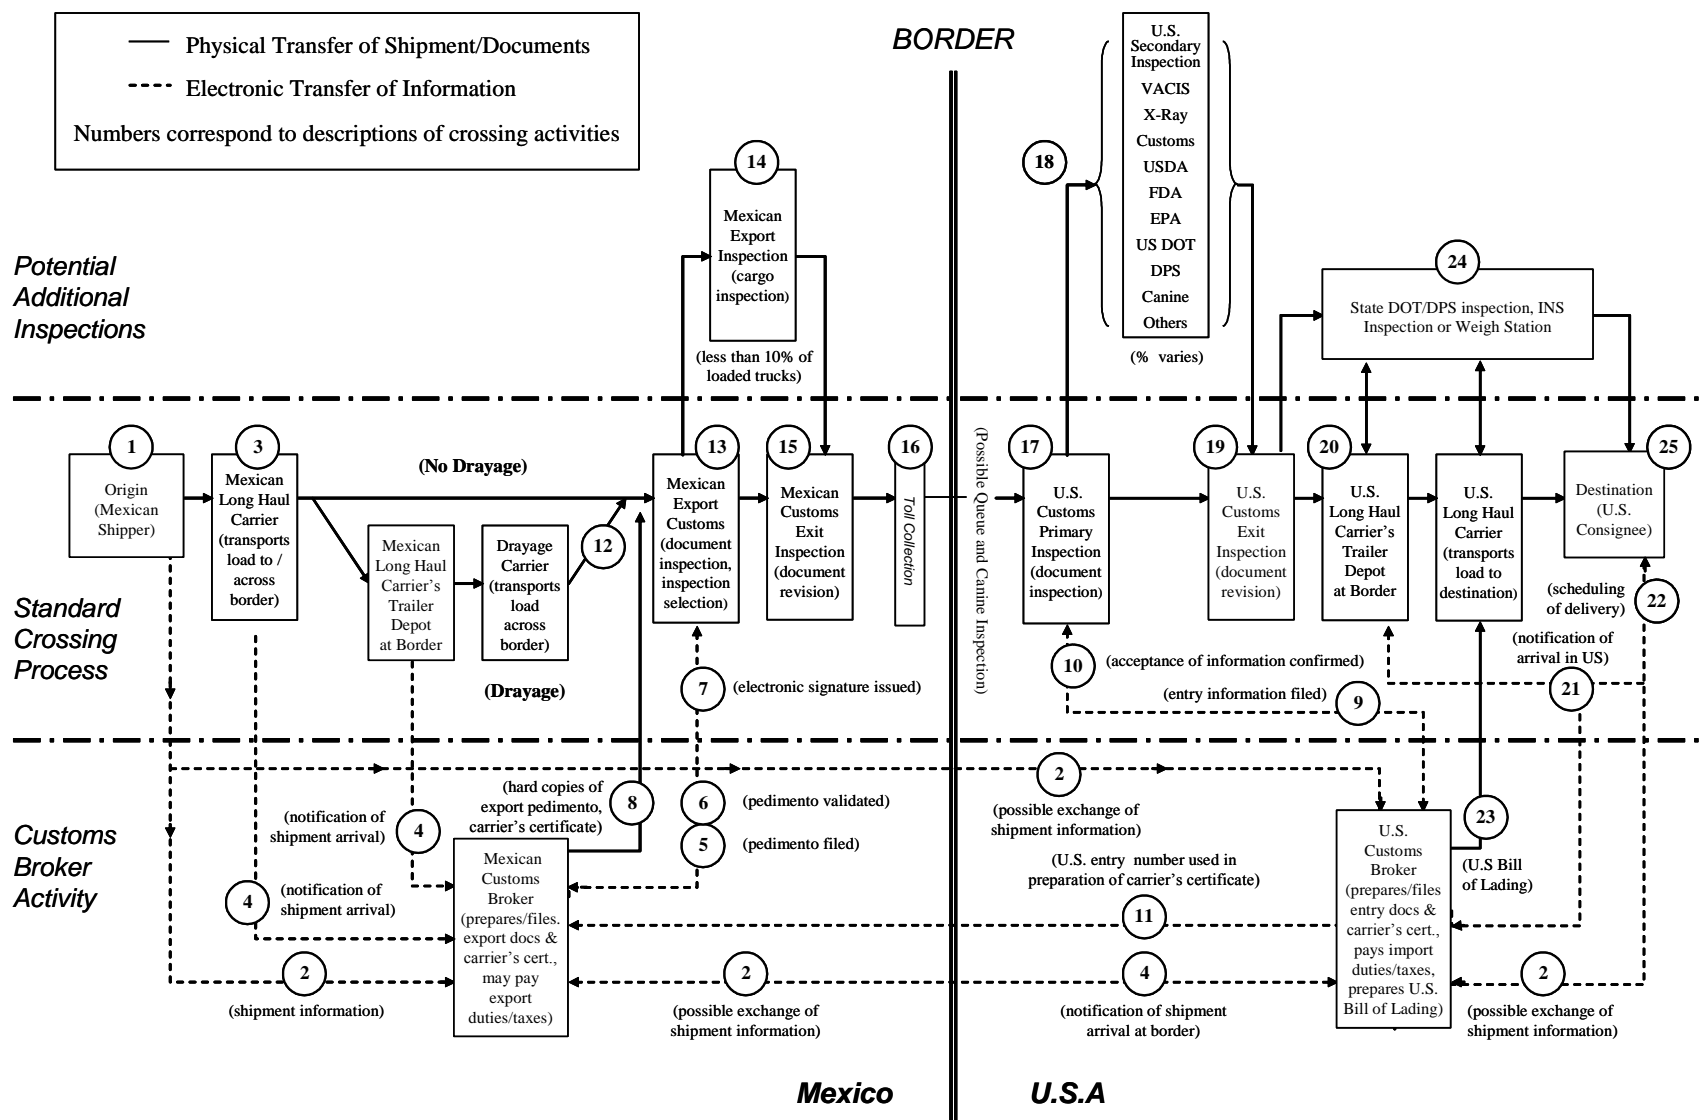 Physical Transfer of Shipment/Documents
Electronic Transfer of Information
Numbers correspond to descriptions of crossing activities
BORDER
U.S.
Secondary
Inspection
VACIS
X-Ray
Customs
USDA
FDA
EPA
US DOT
DPS
Canine
Others
(% varies)
18
14
Mexican
Export
Inspection
(cargo
inspection)
(less than 10% of
loaded trucks)
24
State DOT/DPS inspection, INS
Inspection or Weigh Station
Potential
Additional
Inspections
1
Origin
(Mexican
Shipper)
3
Mexican
Long Haul
Carrier
(transports
load to /
across
border)
(No Drayage)
Mexican
Long Haul
Carrier's
Trailer
Depot
at Border
Drayage
Carrier
(transports
load
across
border)
12
(Drayage)
13
Mexican
Export
Customs
(document
inspection,
inspection
selection)
15
Mexican
Customs
Exit
Inspection
(document
revision)
16
Toll Collection
(Possible Queue and Canine Inspection)
17
U.S.
Customs
Primary
Inspection
(document
inspection)
19
U.S.
Customs
Exit
Inspection
(document
revision)
20
U.S.
Long Haul
Carrier's
Trailer
Depot
at Border
U.S.
Long Haul
Carrier
(transports
load to
destination)
25
Destination
(U.S.
Consignee)
(scheduling
of delivery)
22
(notification of
arrival in US)
21
Standard
Crossing
Process
7
(electronic signature issued)
10
(acceptance of information confirmed)
(entry information filed)
9
Customs
Broker
Activity
(notification of
shipment arrival)
4
4
(notification of
shipment arrival)
2
(shipment information)
(hard copies of
export pedimento,
carrier's certificate)
8
6
(pedimento validated)
5
(pedimento filed)
Mexican
Customs
Broker
(prepares/files.
export docs &
carrier's cert.,
may pay
export
duties/taxes)
2
(possible exchange of
shipment information)
2
(possible exchange of
shipment information)
(U.S. entry number used in
preparation of carrier's certificate)
11
4
(notification of shipment
arrival at border)
U.S.
Customs
Broker
(prepares/files
entry docs &
carrier's cert.,
pays import
duties/taxes,
prepares U.S.
Bill of Lading)
23
(U.S Bill
of Lading)
2
(possible exchange of
shipment information)
Mexico
U.S.A